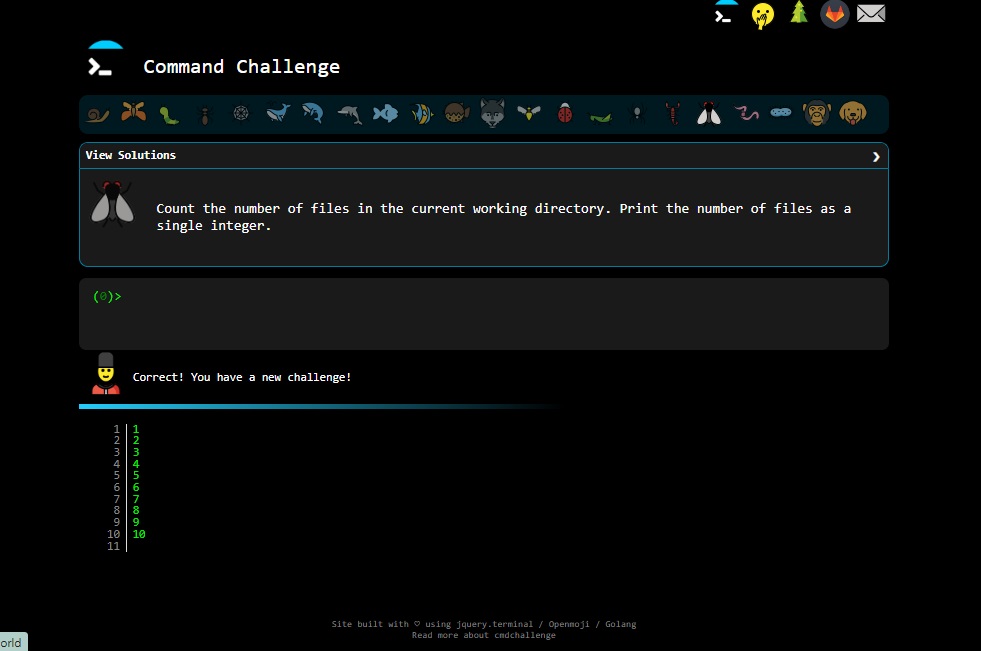 Command Challenge
View Solutions
Count the number of files in the current working directory. Print the number of files as a
single integer.
(0)>
Correct! You have a new challenge!
1 1
2 2
3 3
4 4
5 5
6 6
7 7
8 8
9 9
10 10
11
Site built with ♡ using jquery.terminal / Openmoji / Golang
Read more about cmdchallenge
orld